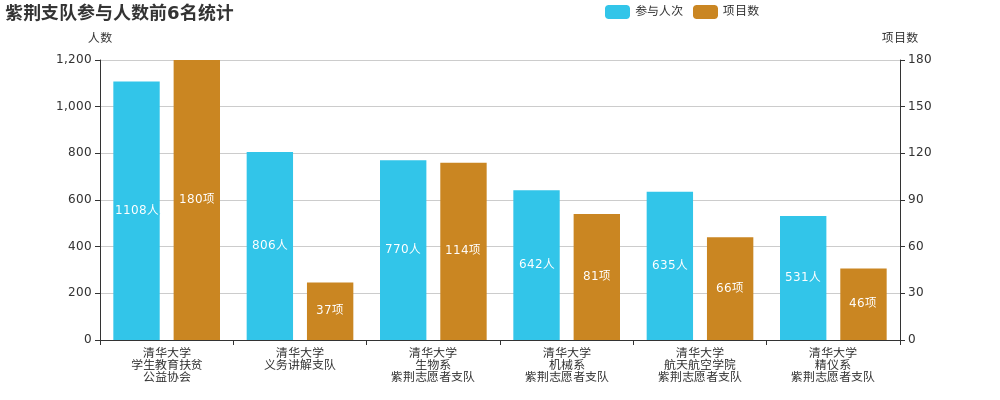 紫荆支队参与人数前6名统计
参与人次 项目数
人数 项目数
1,200 180
1,000 150
800 120
600 90
400 60
200 30
0 0
1108人 180项
806人 37项
770人 114项
642人 81项
635人 66项
531人 46项
清华大学
学生教育扶贫
公益协会
清华大学
义务讲解支队
清华大学
生物系
紫荆志愿者支队
清华大学
机械系
紫荆志愿者支队
清华大学
航天航空学院
紫荆志愿者支队
清华大学
精仪系
紫荆志愿者支队